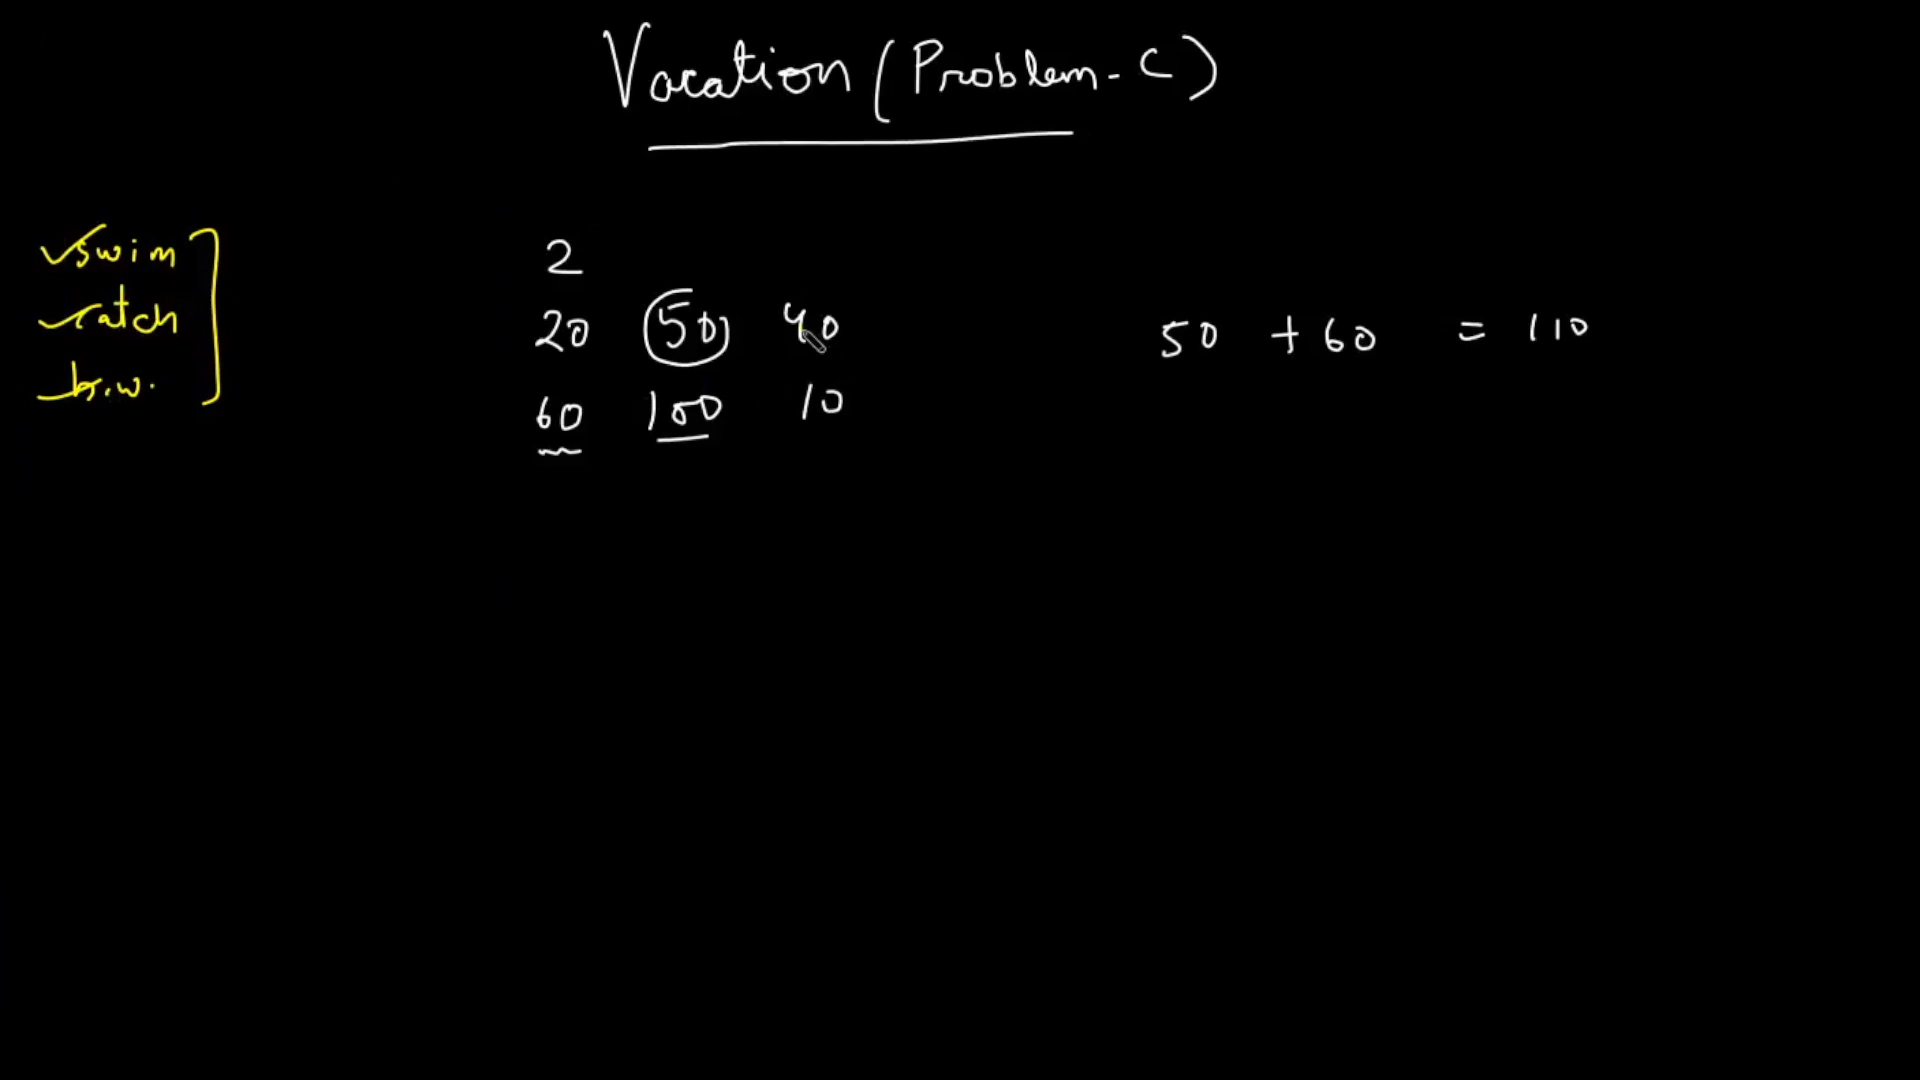 Vacation (Problem-C)
swim
catch
h.w.
2
20 50 40
60 100 10
50 + 60 = 110